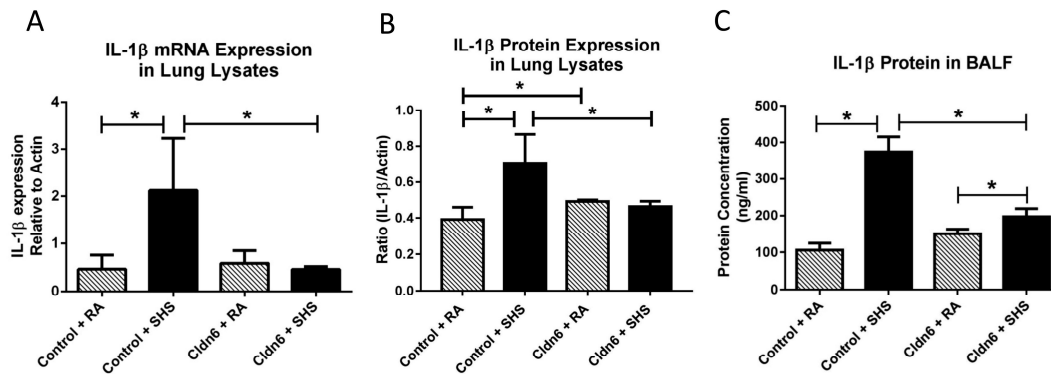 A
IL-1β mRNA Expression
in Lung Lysates
IL-1β expression
Relative to Actin
4
3
2
1
0
*
*
Control + RA
Control + SHS
Cldn6 + RA
Cldn6 + SHS
B
IL-1β Protein Expression
in Lung Lysates
Ratio (IL-1β/Actin)
1.0
0.8
0.6
0.4
0.2
0.0
*
*
*
Control + RA
Control + SHS
Cldn6 + RA
Cldn6 + SHS
C
IL-1β Protein in BALF
Protein Concentration
(ng/ml)
500
400
300
200
100
0
*
*
*
Control + RA
Control + SHS
Cldn6 + RA
Cldn6 + SHS